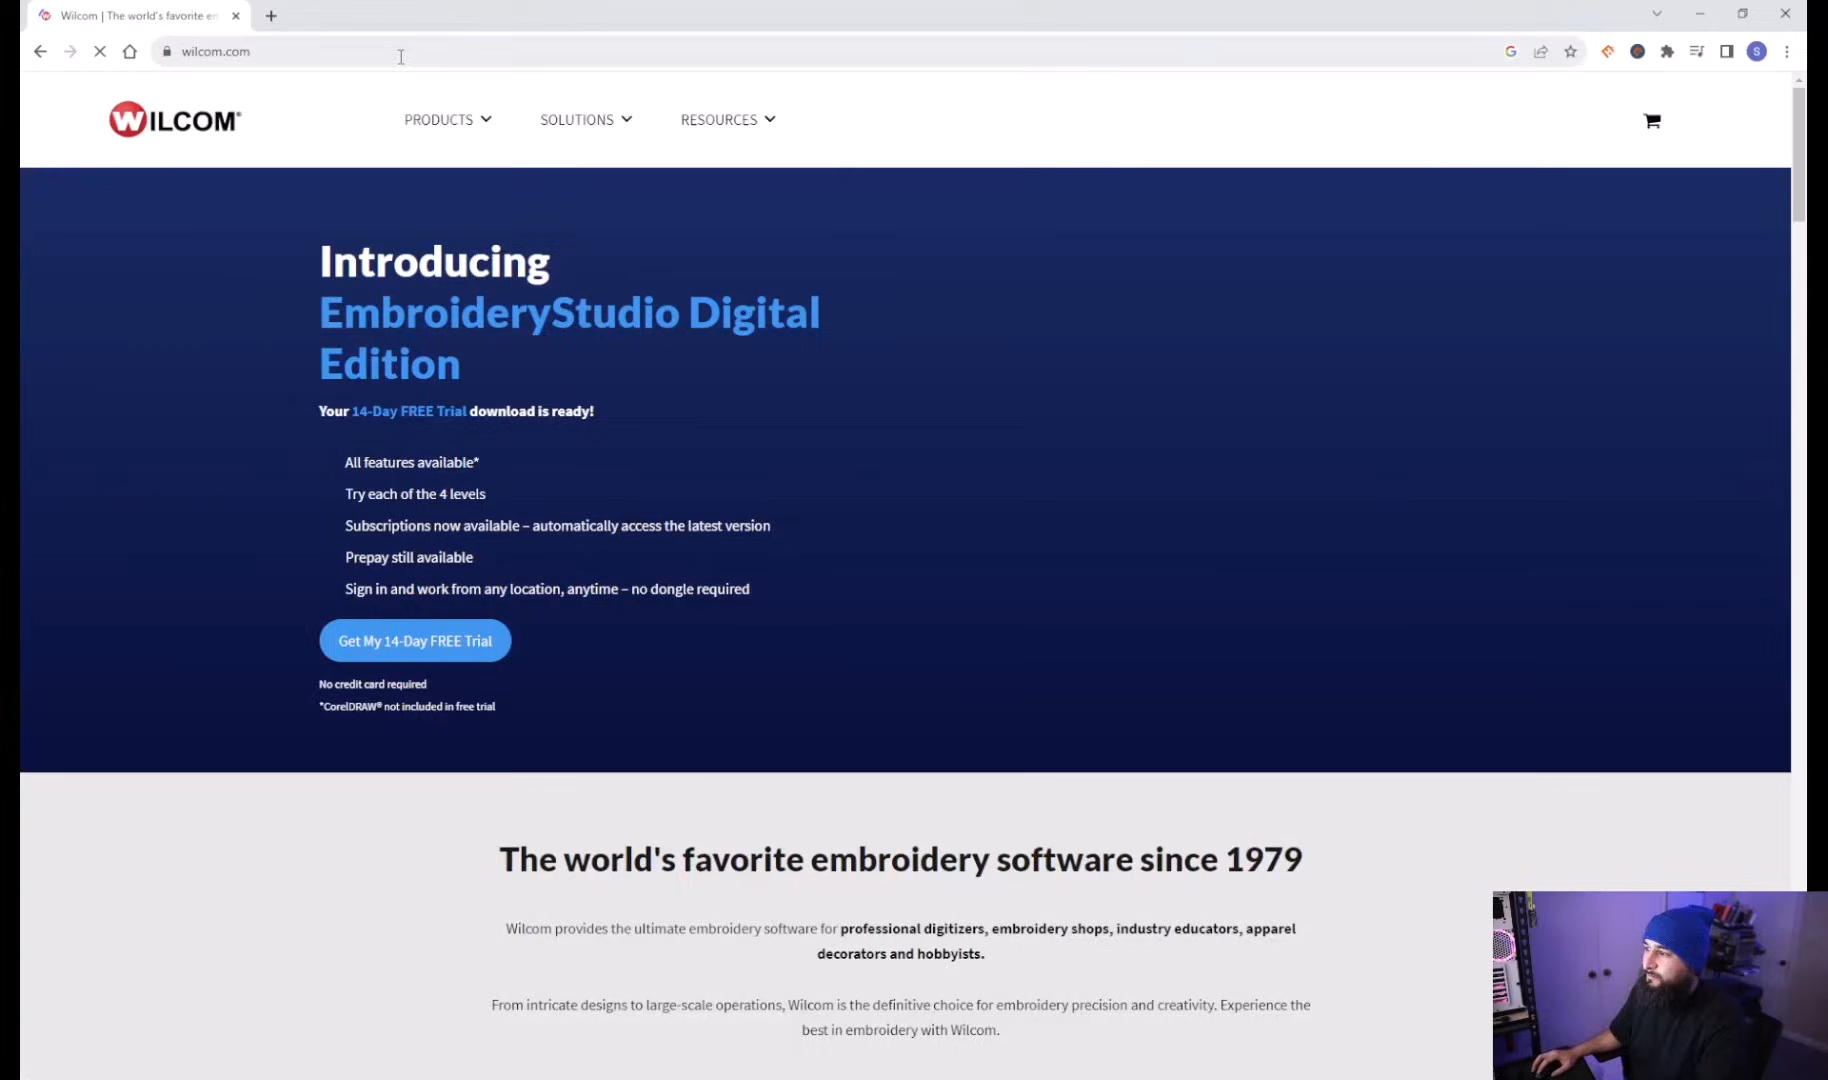 Wilcom | The world's favorite en
wilcom.com
G
S
WILCOM®
PRODUCTS
SOLUTIONS
RESOURCES
Introducing
EmbroideryStudio Digital
Edition
Your 14-Day FREE Trial download is ready!
All features available*
Try each of the 4 levels
Subscriptions now available – automatically access the latest version
Prepay still available
Sign in and work from any location, anytime – no dongle required
Get My 14-Day FREE Trial
No credit card required
*CorelDRAW® not included in free trial
The world's favorite embroidery software since 1979
Wilcom provides the ultimate embroidery software for professional digitizers, embroidery shops, industry educators, apparel
decorators and hobbyists.
From intricate designs to large-scale operations, Wilcom is the definitive choice for embroidery precision and creativity. Experience the
best in embroidery with Wilcom.